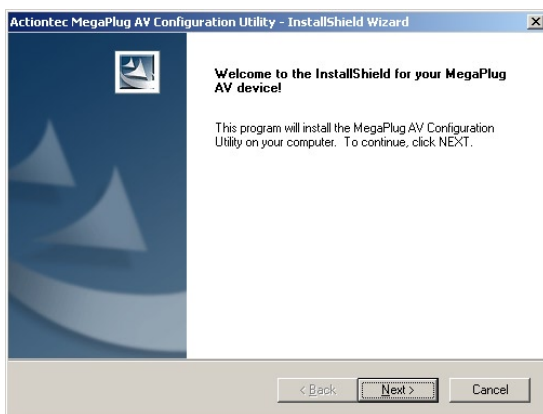 Actiontec MegaPlug AV Configuration Utility - InstallShield Wizard
Welcome to the InstallShield for your MegaPlug
AV device!
This program will install the MegaPlug AV Configuration
Utility on your computer. To continue, click NEXT.
< Back
Next >
Cancel